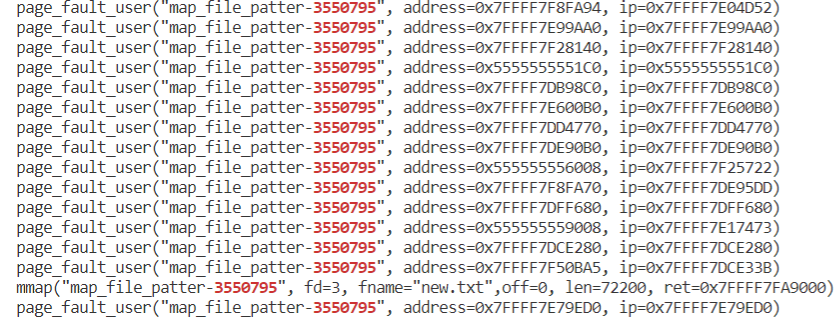 page_fault_user("map_file_patter-3550795", address=0x7FFFF7F8FA94, ip=0x7FFFF7E04D52)
page_fault_user("map_file_patter-3550795", address=0x7FFFF7E99AA0, ip=0x7FFFF7E99AA0)
page_fault_user("map_file_patter-3550795", address=0x7FFFF7F28140, ip=0x7FFFF7F28140)
page_fault_user("map_file_patter-3550795", address=0x5555555551C0, ip=0x5555555551C0)
page_fault_user("map_file_patter-3550795", address=0x7FFFF7DB98C0, ip=0x7FFFF7DB98C0)
page_fault_user("map_file_patter-3550795", address=0x7FFFF7E600B0, ip=0x7FFFF7E600B0)
page_fault_user("map_file_patter-3550795", address=0x7FFFF7DD4770, ip=0x7FFFF7DD4770)
page_fault_user("map_file_patter-3550795", address=0x7FFFF7DE90B0, ip=0x7FFFF7DE90B0)
page_fault_user("map_file_patter-3550795", address=0x555555556008, ip=0x7FFFF7F25722)
page_fault_user("map_file_patter-3550795", address=0x7FFFF7F8FA70, ip=0x7FFFF7DE95DD)
page_fault_user("map_file_patter-3550795", address=0x7FFFF7DFF680, ip=0x7FFFF7DFF680)
page_fault_user("map_file_patter-3550795", address=0x555555559008, ip=0x7FFFF7E17473)
page_fault_user("map_file_patter-3550795", address=0x7FFFF7DCE280, ip=0x7FFFF7DCE280)
page_fault_user("map_file_patter-3550795", address=0x7FFFF7F50BA5, ip=0x7FFFF7DCE33B)
mmap("map_file_patter-3550795", fd=3, fname="new.txt",off=0, len=72200, ret=0x7FFFF7FA9000)
page_fault_user("map_file_patter-3550795", address=0x7FFFF7E79ED0, ip=0x7FFFF7E79ED0)